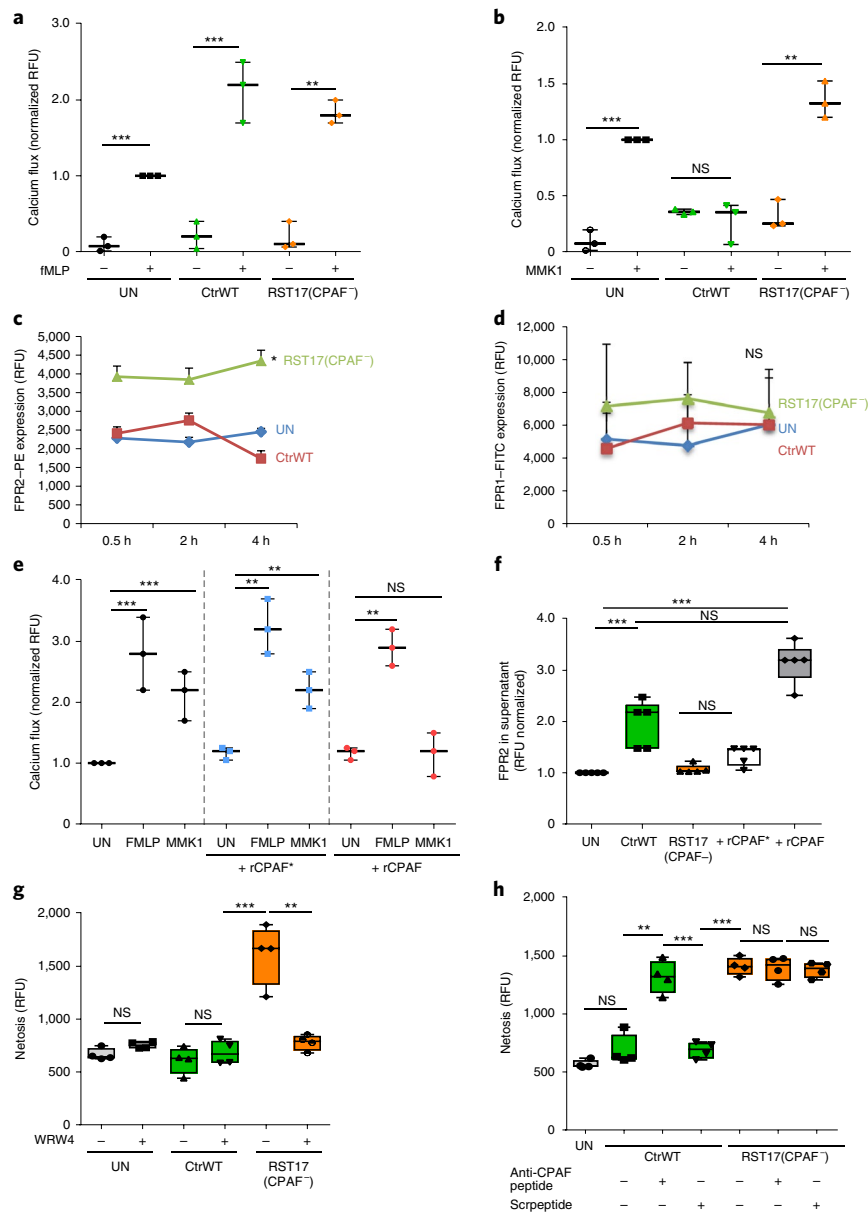 a
3.0
2.0
1.0
0
Calcium flux (normalized RFU)
***
***
**
fMLP – + – + – +
UN CtrWT RST17(CPAF–)
b
2.0
1.5
1.0
0.5
0
Calcium flux (normalized RFU)
***
NS
**
MMK1 – + – + – +
UN CtrWT RST17(CPAF–)
c
5,000
4,500
4,000
3,500
3,000
2,500
2,000
1,500
1,000
500
0
FPR2–PE expression (RFU)
* RST17(CPAF–)
UN
CtrWT
0.5 h 2 h 4 h
d
12,000
10,000
8,000
6,000
4,000
2,000
0
FPR1–FITC expression (RFU)
NS
RST17(CPAF–)
UN
CtrWT
0.5 h 2 h 4 h
e
4.0
3.0
2.0
1.0
0
Calcium flux (normalized RFU)
***
***
**
**
NS
**
UN FMLP MMK1 UN FMLP MMK1 UN FMLP MMK1
+ rCPAF* + rCPAF
f
4.0
3.0
2.0
1.0
0
FPR2 in supernatant
(RFU normalized)
***
*** NS
NS
UN CtrWT RST17 + rCPAF* + rCPAF
(CPAF–)
g
2,000
1,500
1,000
500
0
Netosis (RFU)
NS
NS
*** **
WRW4 – + – + – +
UN CtrWT RST17
(CPAF–)
h
2,000
1,500
1,000
500
0
Netosis (RFU)
NS
**
***
***
NS
NS
UN
CtrWT RST17(CPAF–)
Anti-CPAF
peptide – + – – + –
Scrpeptide – – + – – +